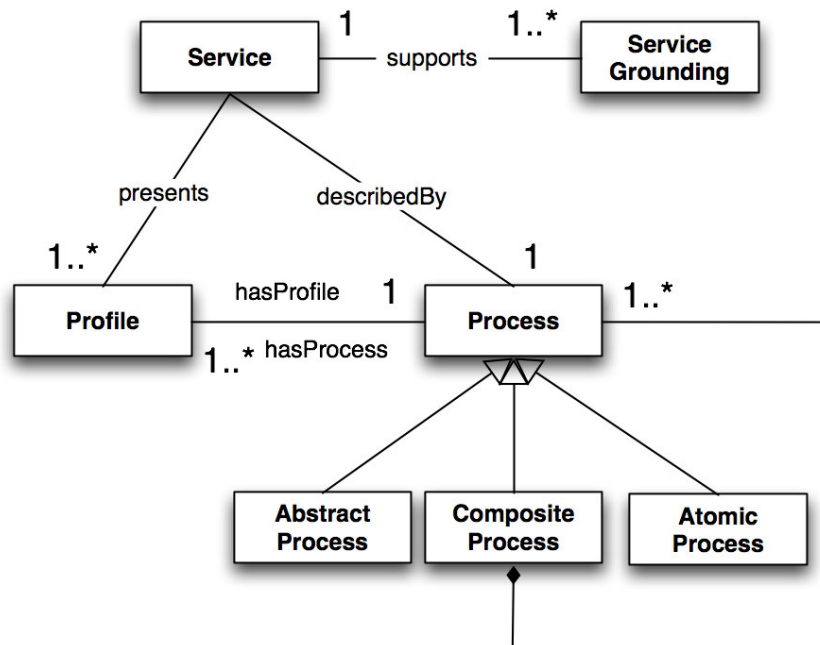 Service
1
supports
1..*
Service
Grounding
presents
describedBy
1..*
1
Profile
hasProfile
1
1..*
hasProcess
Process
1..*
Abstract
Process
Composite
Process
Atomic
Process